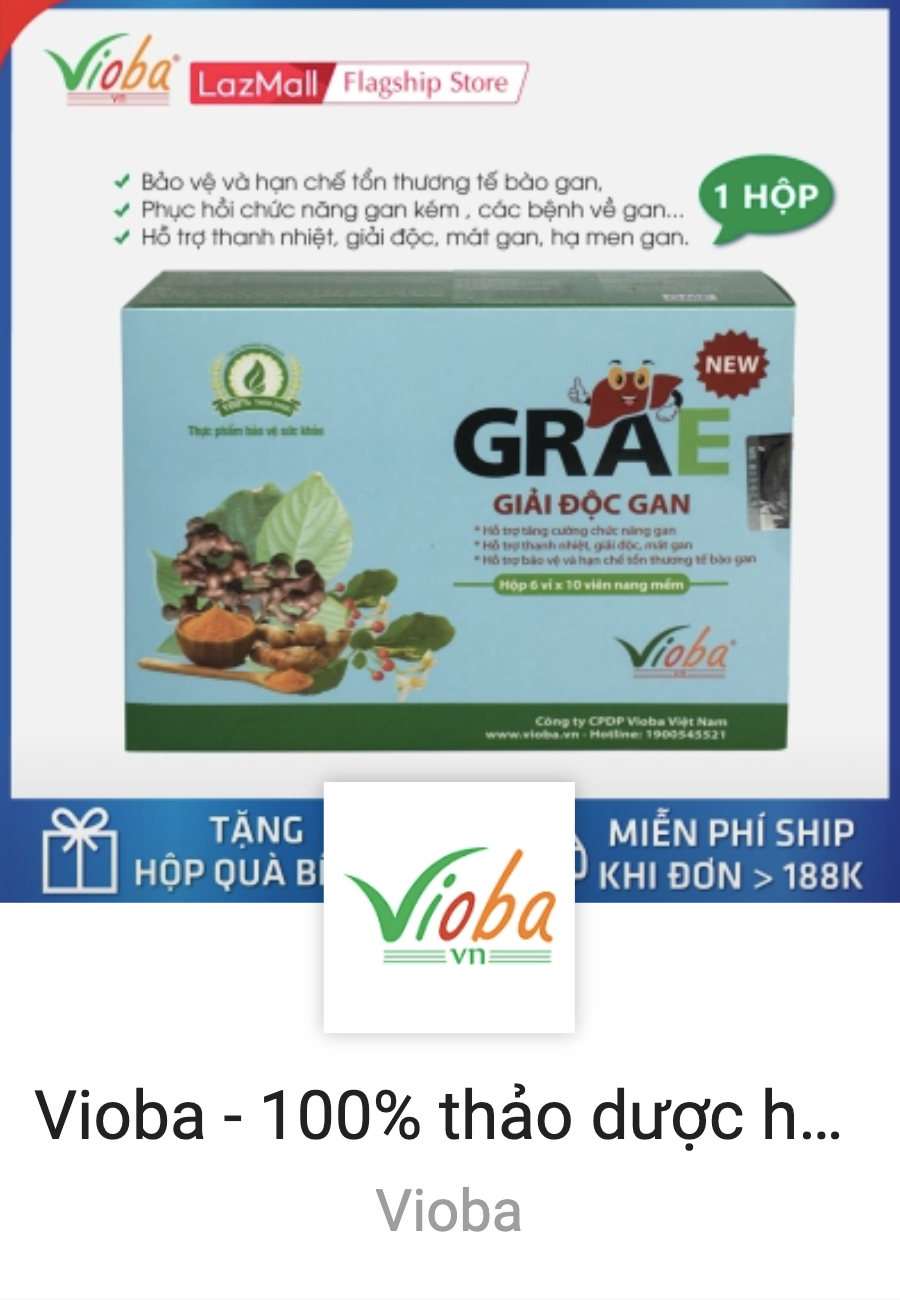 Vioba®
vn
LazMall Flagship Store
Bảo vệ và hạn chế tổn thương tế bào gan,
Phục hồi chức năng gan kém , các bệnh về gan...
Hỗ trợ thanh nhiệt, giải độc, mát gan, hạ men gan.
1 HỘP
NEW
Thực phẩm bảo vệ sức khỏe
GRAE
GIẢI ĐỘC GAN
* Hỗ trợ tăng cường chức năng gan
* Hỗ trợ thanh nhiệt, giải độc, mát gan
* Hỗ trợ bảo vệ và hạn chế tổn thương tế bào gan
Hộp 6 vỉ x 10 viên nang mềm
Vioba®
vn
Công ty CPDP Vioba Việt Nam
www.vioba.vn - Hotline: 1900545521
TẶNG
HỘP QUÀ BÍ
MIỄN PHÍ SHIP
KHI ĐƠN > 188K
Vioba
vn
Vioba - 100% thảo dược h...
Vioba